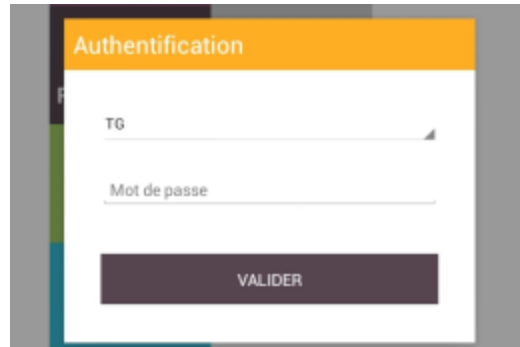 Authentification
F
TG
Mot de passe
VALIDER